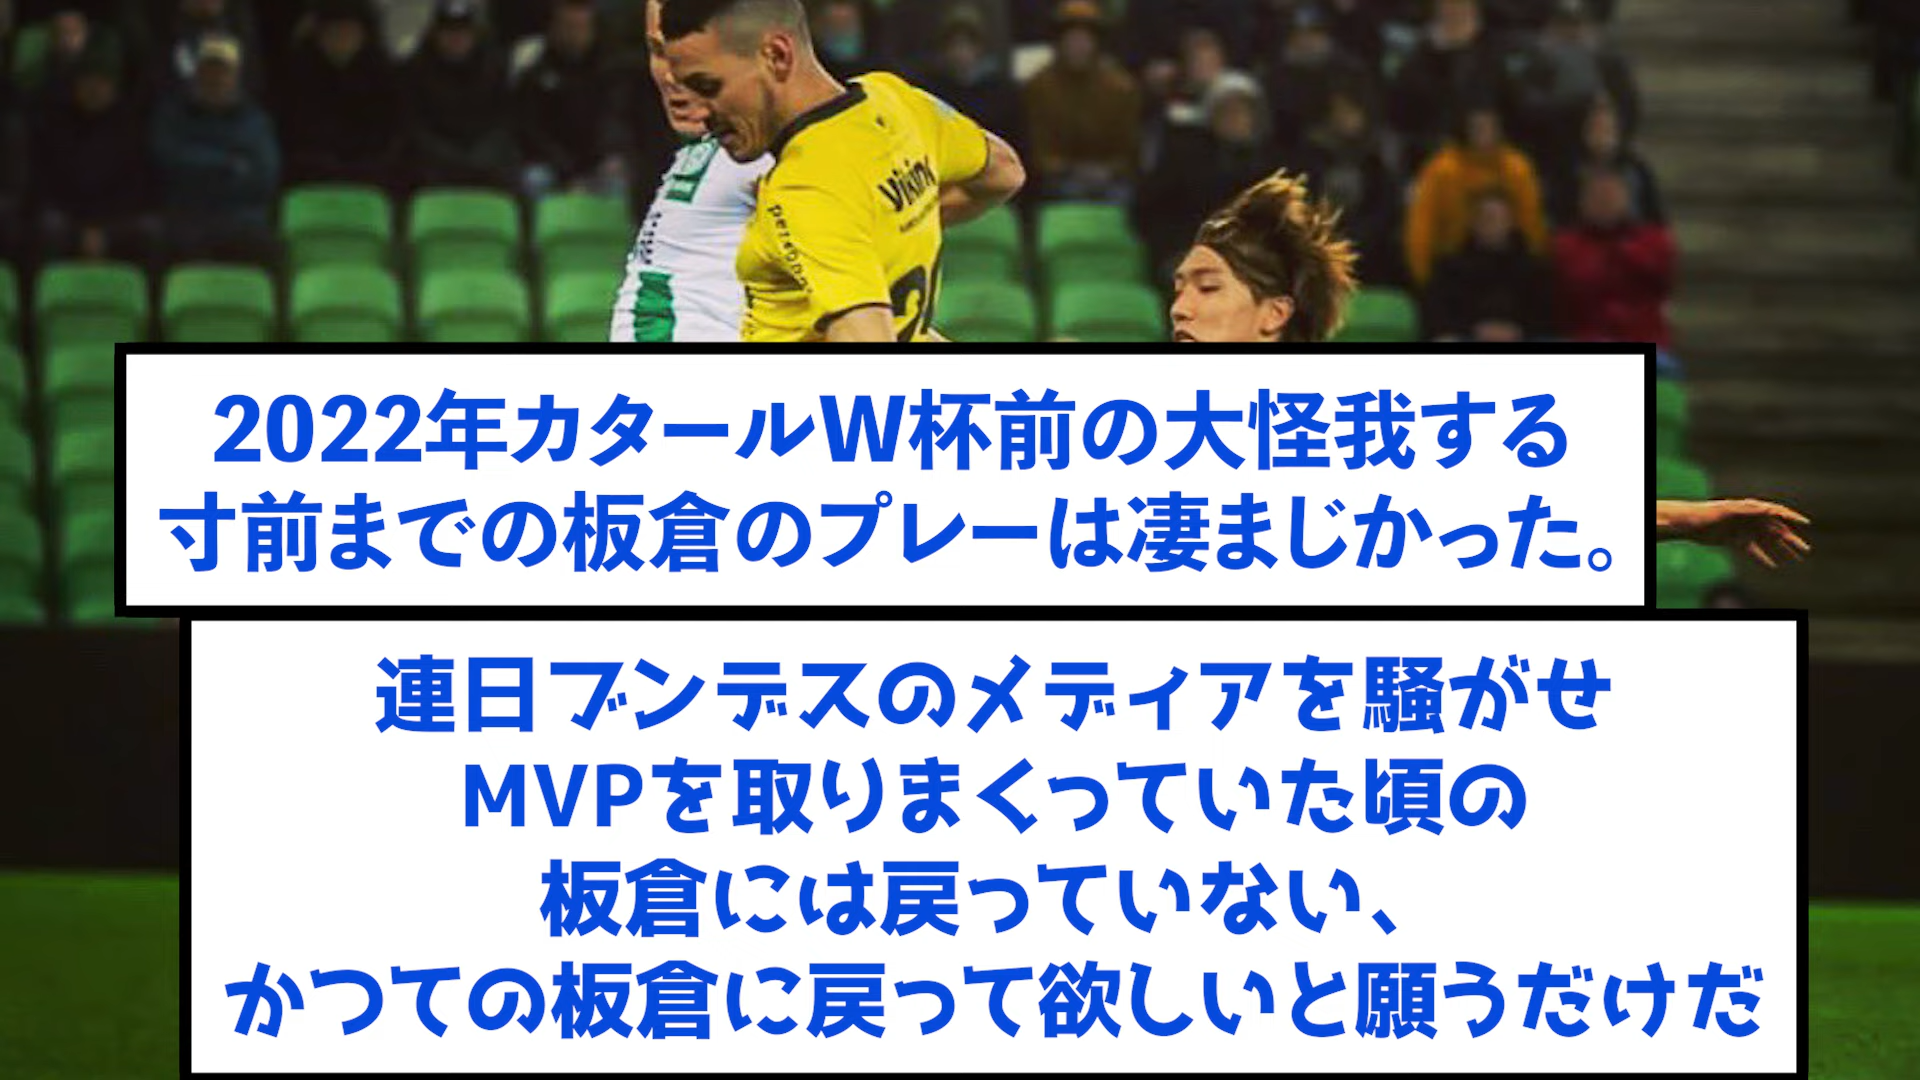 Viking
2022年カタールW杯前の大怪我する
寸前までの板倉のプレーは凄まじかった。
連日ブンデスのメディアを騒がせ
MVPを取りまくっていた頃の
板倉には戻っていない、
かつての板倉に戻って欲しいと願うだけだ